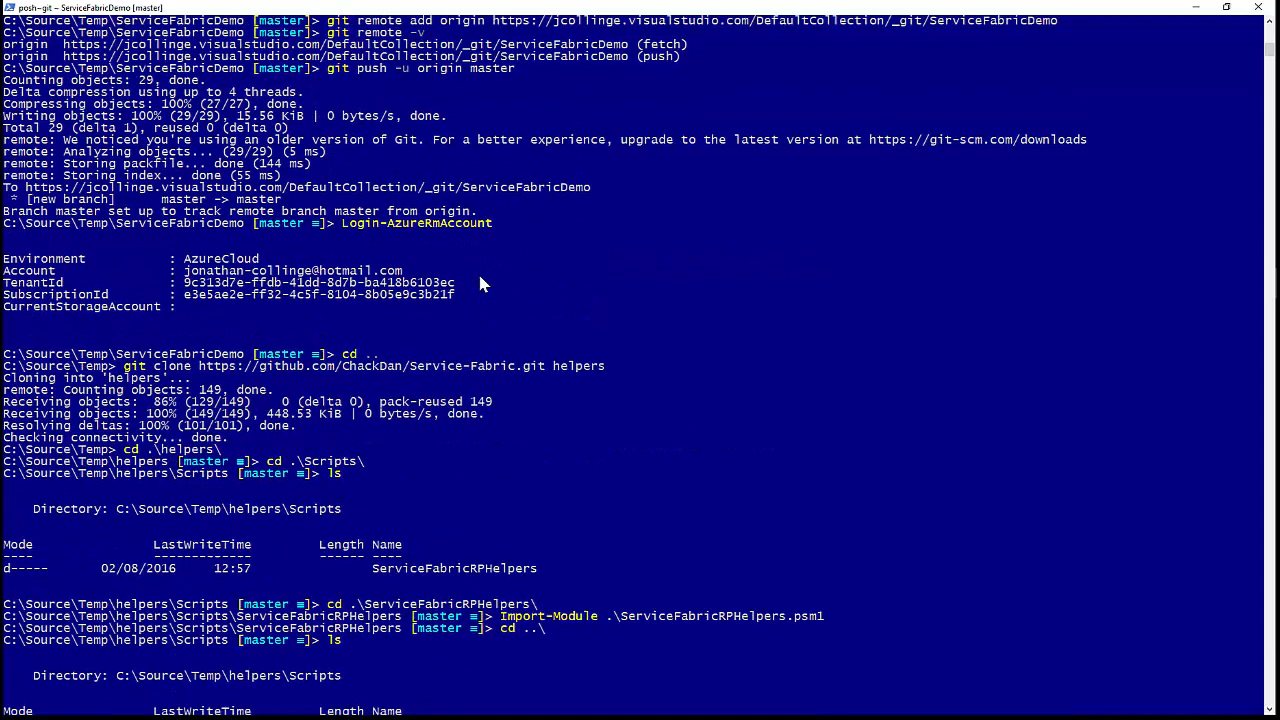 posh~git ~ ServiceFabricDemo [master]
C:\Source\Temp\ServiceFabricDemo [master]> git remote add origin https://jcollinge.visualstudio.com/DefaultCollection/_git/ServiceFabricDemo
C:\Source\Temp\ServiceFabricDemo [master]> git remote -v
origin  https://jcollinge.visualstudio.com/DefaultCollection/_git/ServiceFabricDemo (fetch)
origin  https://jcollinge.visualstudio.com/DefaultCollection/_git/ServiceFabricDemo (push)
C:\Source\Temp\ServiceFabricDemo [master]> git push -u origin master
Counting objects: 29, done.
Delta compression using up to 4 threads.
Compressing objects: 100% (27/27), done.
Writing objects: 100% (29/29), 15.56 KiB | 0 bytes/s, done.
Total 29 (delta 1), reused 0 (delta 0)
remote: We noticed you're using an older version of Git. For a better experience, upgrade to the latest version at https://git-scm.com/downloads
remote: Analyzing objects... (29/29) (5 ms)
remote: Storing packfile... done (144 ms)
remote: Storing index... done (55 ms)
To https://jcollinge.visualstudio.com/DefaultCollection/_git/ServiceFabricDemo
 * [new branch]      master -> master
Branch master set up to track remote branch master from origin.
C:\Source\Temp\ServiceFabricDemo [master ≡]> Login-AzureRmAccount
Environment           : AzureCloud
Account               : jonathan-collinge@hotmail.com
TenantId              : 9c313d7e-ffdb-41dd-8d7b-ba418b6103ec
SubscriptionId        : e3e5ae2e-ff32-4c5f-8104-8b05e9c3b21f
CurrentStorageAccount :
C:\Source\Temp\ServiceFabricDemo [master ≡]> cd ..
C:\Source\Temp> git clone https://github.com/ChackDan/Service-Fabric.git helpers
Cloning into 'helpers'...
remote: Counting objects: 149, done.
Receiving objects:  86% (129/149)    0 (delta 0), pack-reused 149
Receiving objects: 100% (149/149), 448.53 KiB | 0 bytes/s, done.
Resolving deltas: 100% (101/101), done.
Checking connectivity... done.
C:\Source\Temp> cd .\helpers\
C:\Source\Temp\helpers [master ≡]> cd .\Scripts\
C:\Source\Temp\helpers\Scripts [master ≡]> ls
Directory: C:\Source\Temp\helpers\Scripts
Mode                LastWriteTime         Length Name
----                -------------         ------ ----
d-----       02/08/2016     12:57                ServiceFabricRPHelpers
C:\Source\Temp\helpers\Scripts [master ≡]> cd .\ServiceFabricRPHelpers\
C:\Source\Temp\helpers\Scripts\ServiceFabricRPHelpers [master ≡]> Import-Module .\ServiceFabricRPHelpers.psm1
C:\Source\Temp\helpers\Scripts\ServiceFabricRPHelpers [master ≡]> cd ..\
C:\Source\Temp\helpers\Scripts [master ≡]> ls
Directory: C:\Source\Temp\helpers\Scripts
Mode                LastWriteTime         Length Name